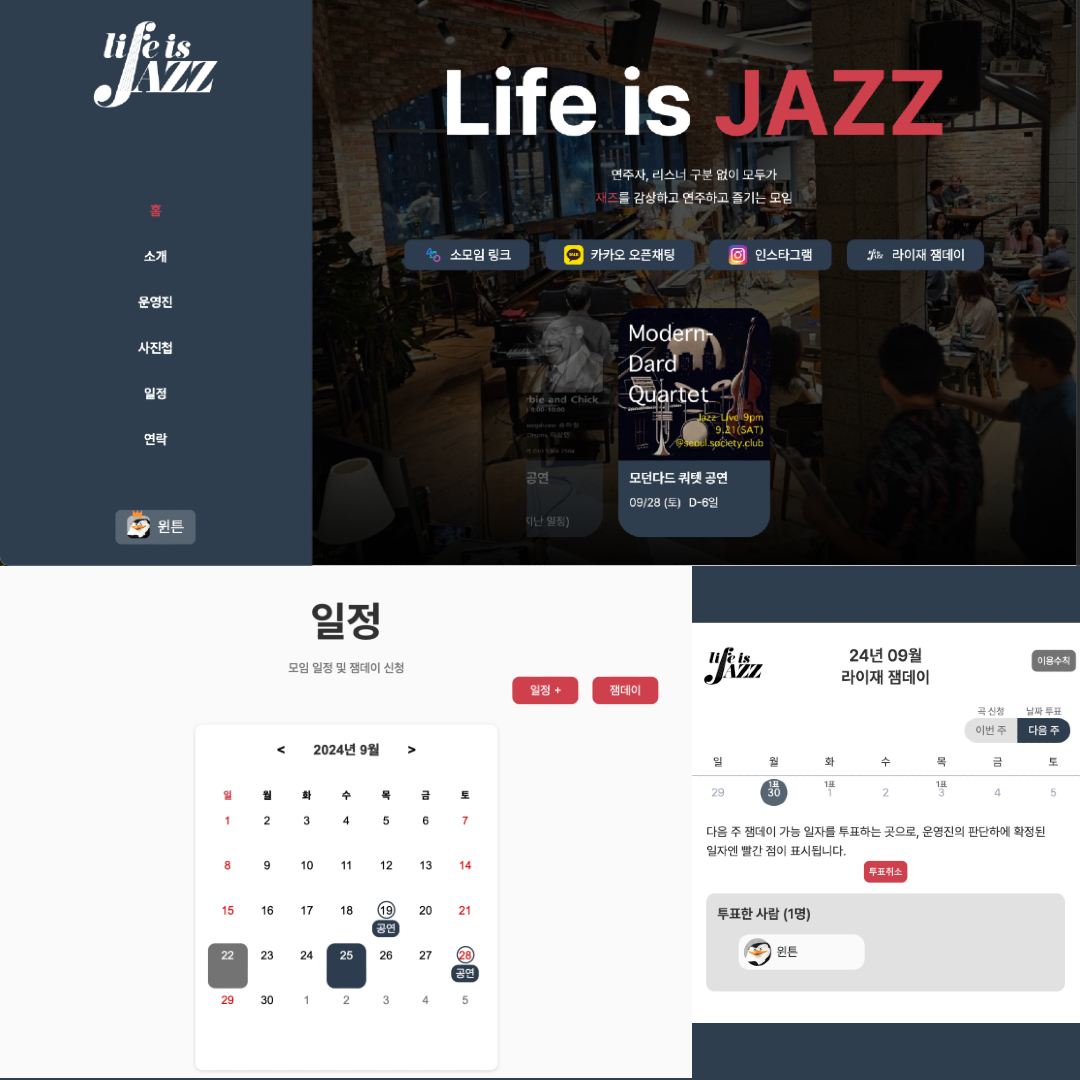 life is
JAZZ
홈
소개
운영진
사진첩
일정
연락
윈튼
Life is JAZZ
연주자, 리스너 구분 없이 모두가
재즈를 감상하고 연주하고 즐기는 모임
소모임 링크
카카오 오픈채팅
인스타그램
라이재 잼데이
rbie and Chick
공연
지난 일정)
Modern-
Dard
Quartet
Jazz Live 9pm
9.21(SAT)
@seoul.society.club
모던다드 쿼텟 공연
09/28 (토) D-6일
일정
모임 일정 및 잼데이 신청
일정 +
잼데이
< 2024년 9월 >
일 월 화 수 목 금 토
1 2 3 4 5 6 7
8 9 10 11 12 13 14
15 16 17 18 19 20 21
공연
22 23 24 25 26 27 28
공연
29 30 1 2 3 4 5
life is
JAZZ
24년 09월
라이재 잼데이
이용수칙
곡 신청 날짜 투표
이번 주 다음 주
일 월 화 수 목 금 토
1표 1표 1표
29 30 1 2 3 4 5
다음 주 잼데이 가능 일자를 투표하는 곳으로, 운영진의 판단하에 확정된
일자엔 빨간 점이 표시됩니다.
투표취소
투표한 사람 (1명)
윈튼